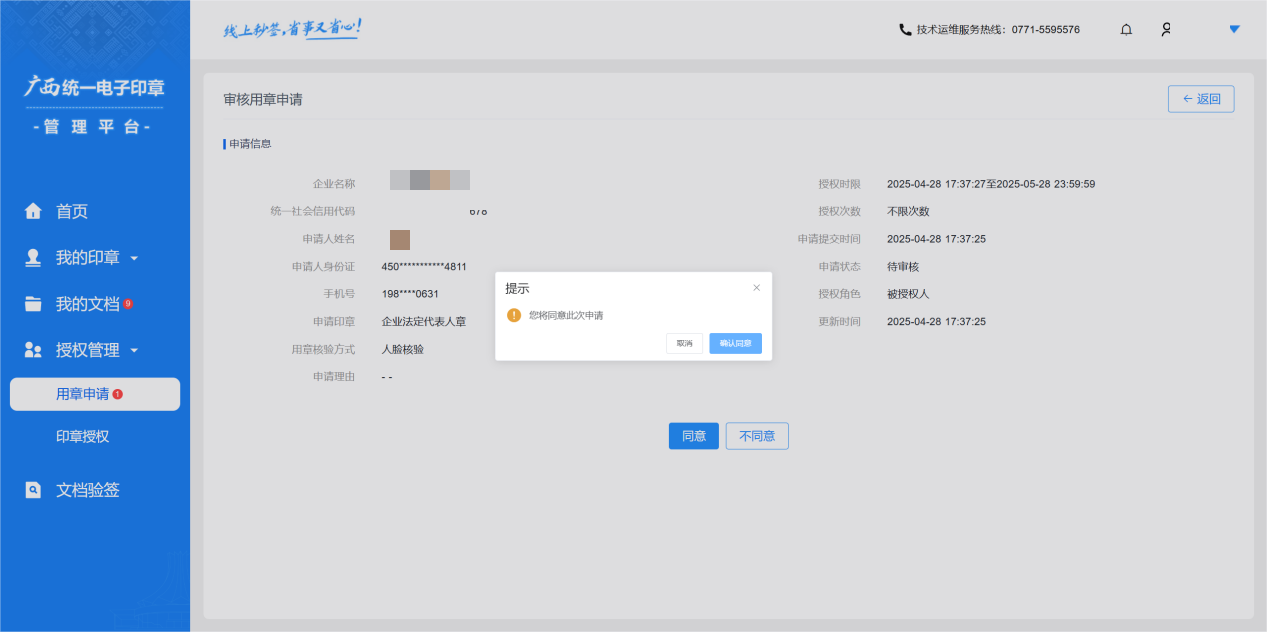 线上秒签,省事又省心!
技术运维服务热线：0771-5595576
广西统一电子印章
-管理平台-
首页
我的印章
我的文档 9
授权管理
用章申请 1
印章授权
文档验签
审核用章申请
← 返回
申请信息
企业名称
统一社会信用代码
申请人姓名
申请人身份证 450***********4811
手机号 198****0631
申请印章 企业法定代表人章
用章核验方式 人脸核验
申请理由 - -
授权时限 2025-04-28 17:37:27至2025-05-28 23:59:59
授权次数 不限次数
申请提交时间 2025-04-28 17:37:25
申请状态 待审核
授权角色 被授权人
更新时间 2025-04-28 17:37:25
提示
您将同意此次申请
取消 确认同意
同意 不同意